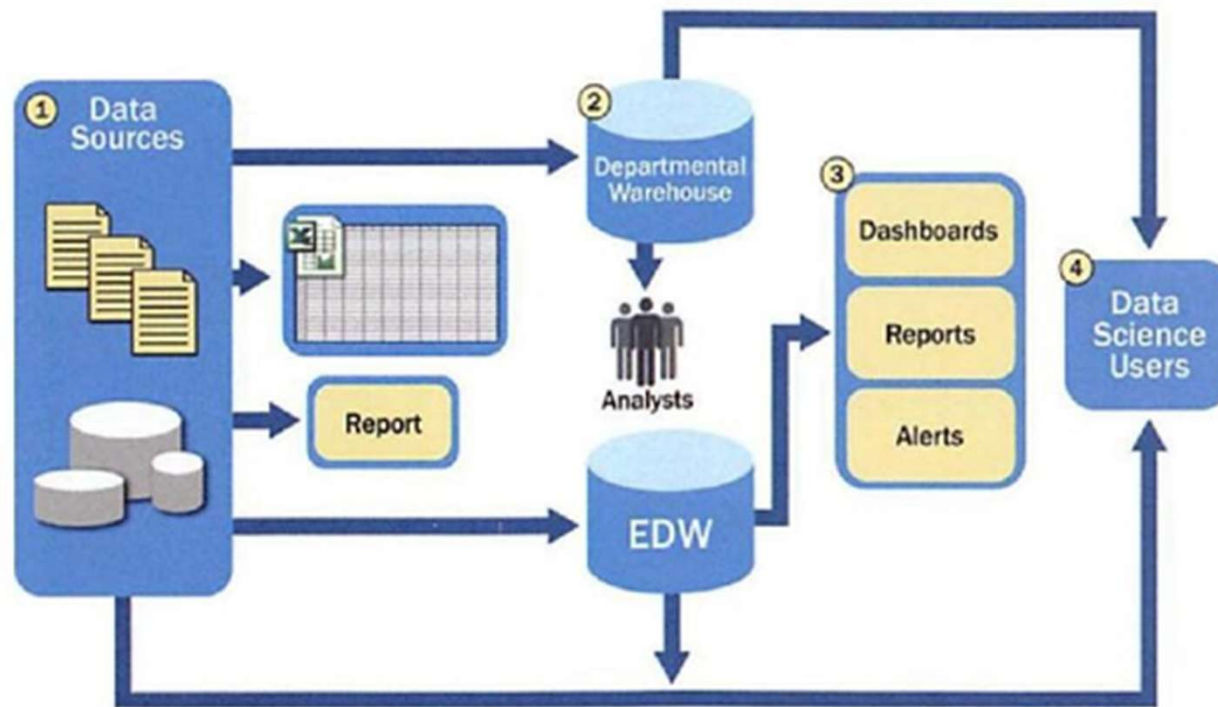 1
Data
Sources
2
Departmental
Warehouse
3
Dashboards
Reports
Alerts
4
Data
Science
Users
X
Report
Analysts
EDW